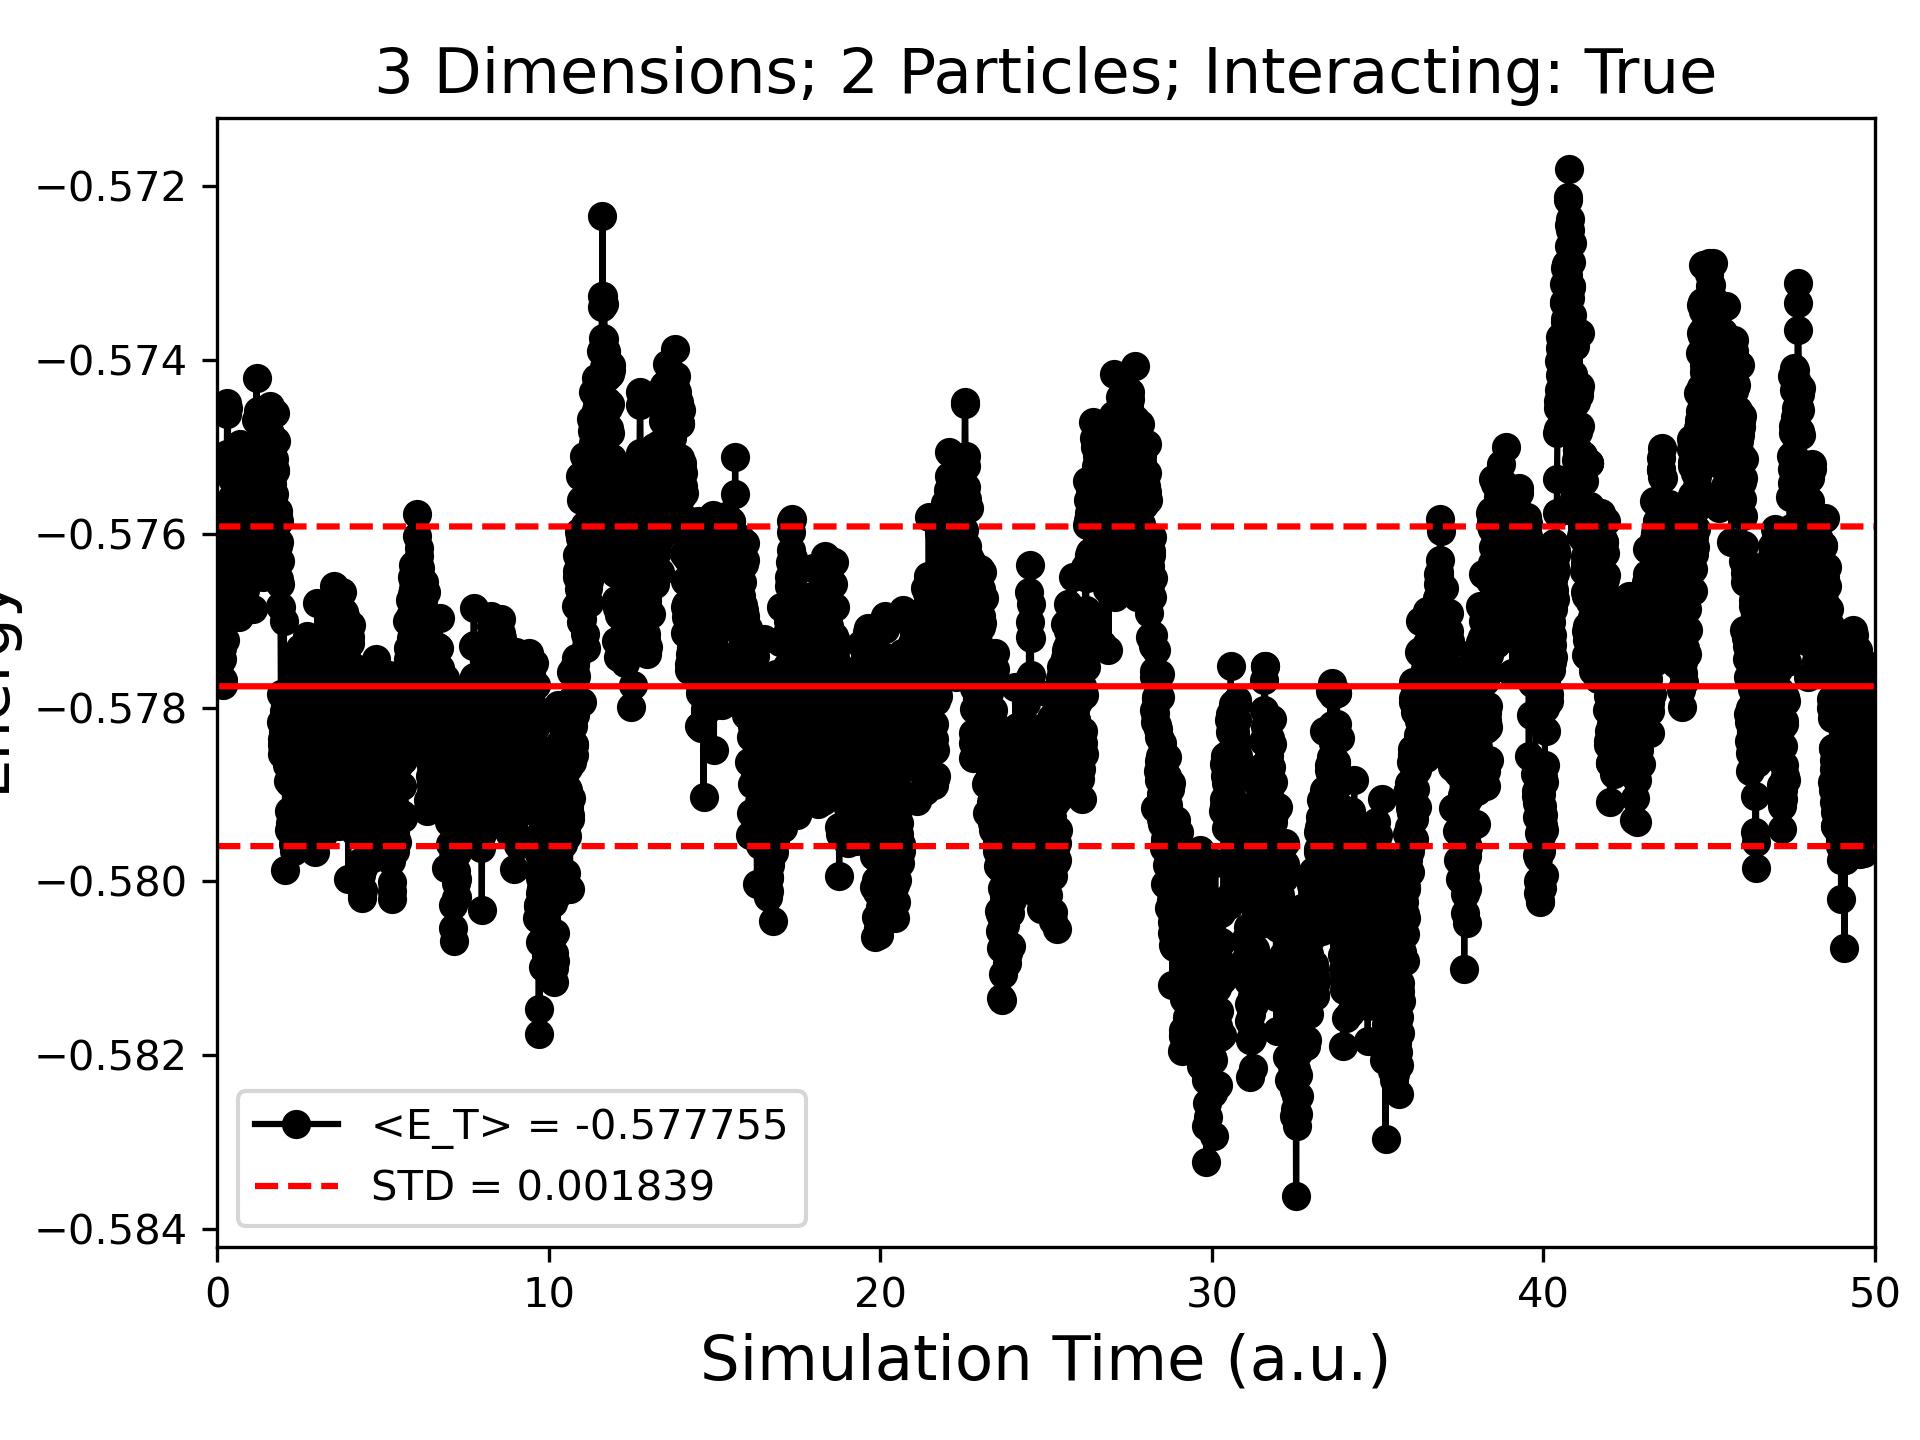 3 Dimensions; 2 Particles; Interacting: True
Energy
−0.572
−0.574
−0.576
−0.578
−0.580
−0.582
−0.584
<E_T> = -0.577755
STD = 0.001839
0 10 20 30 40 50
Simulation Time (a.u.)